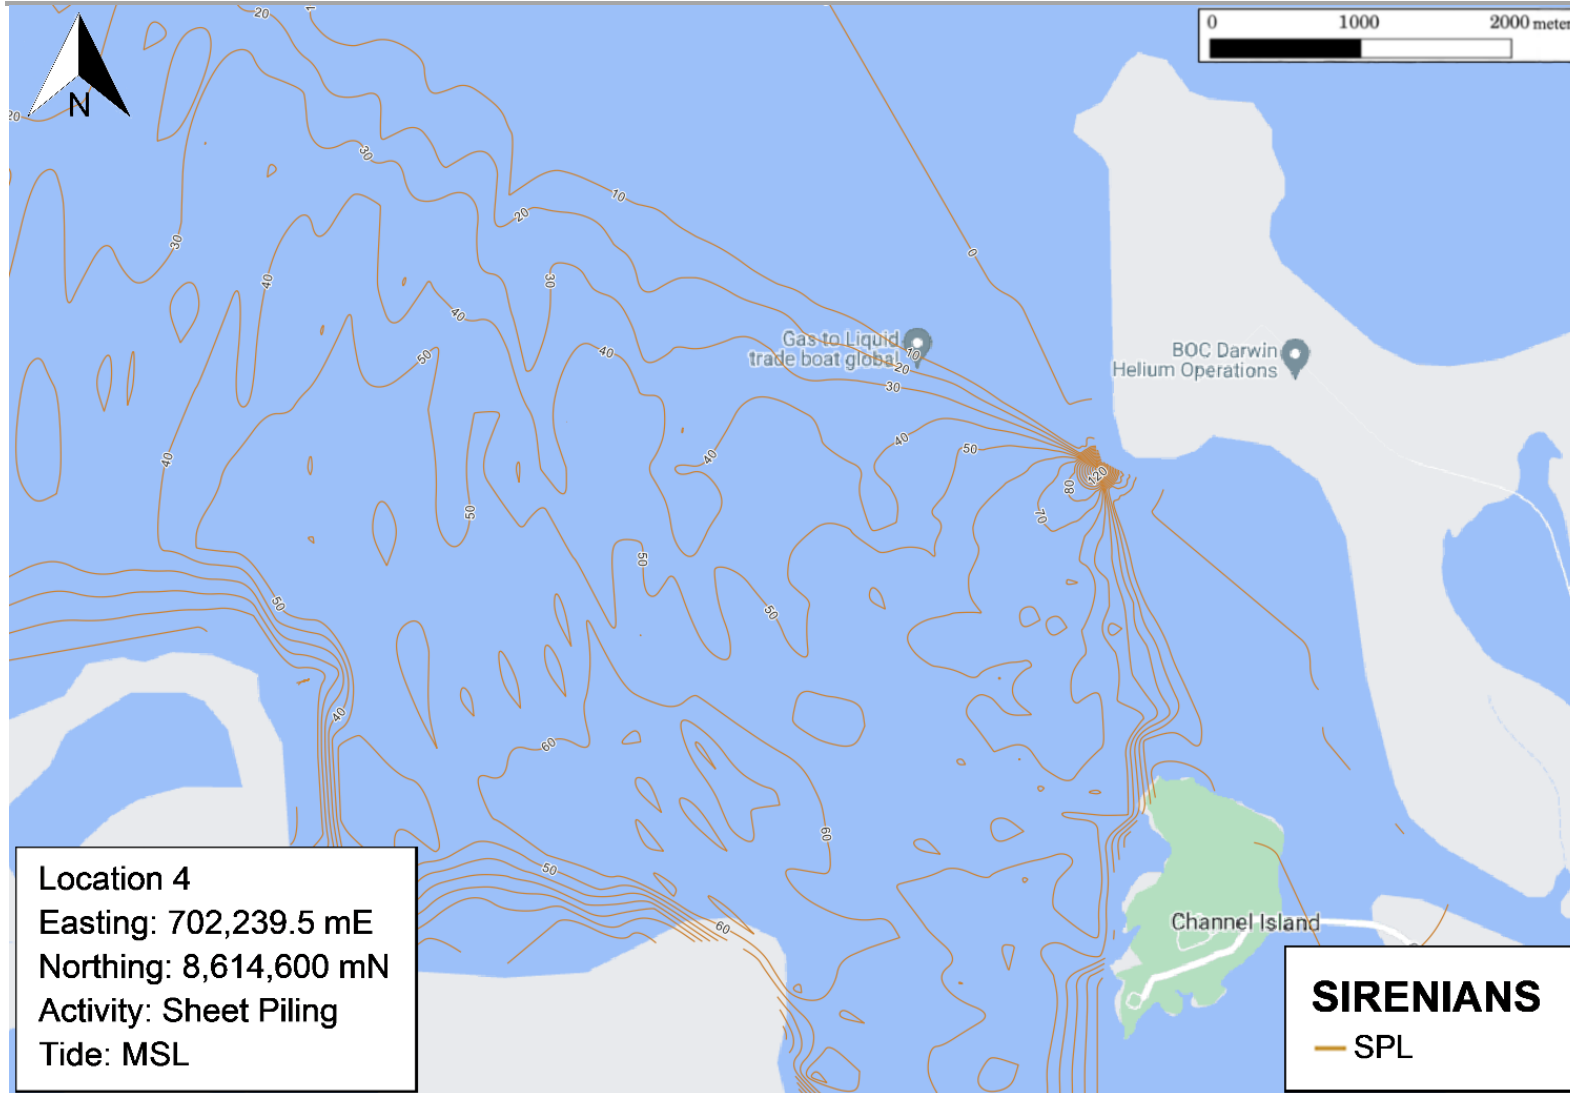 0 1000 2000 meter
N
20
20
30
30
40
40
10
20
30
40
50
40
0
Gas to Liquid
trade boat global
10
20
30
BOC Darwin
Helium Operations
40
50
40
40
50
120
80
70
50
50
50
40
60
60
50
60
Channel Island
Location 4
Easting: 702,239.5 mE
Northing: 8,614,600 mN
Activity: Sheet Piling
Tide: MSL
SIRENIANS
SPL